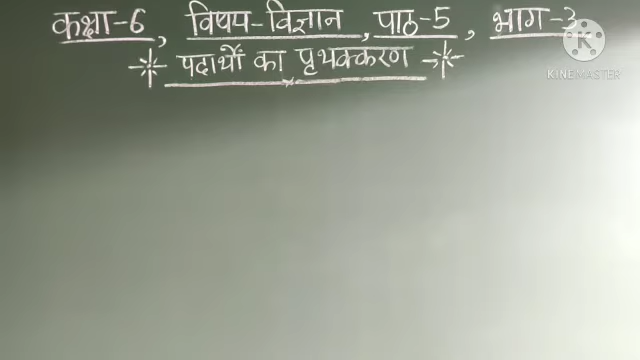 कक्षा-6, विषय-विज्ञान, पाठ-5, भाग-3
पदार्थों का पृथक्करण
KINEMASTER